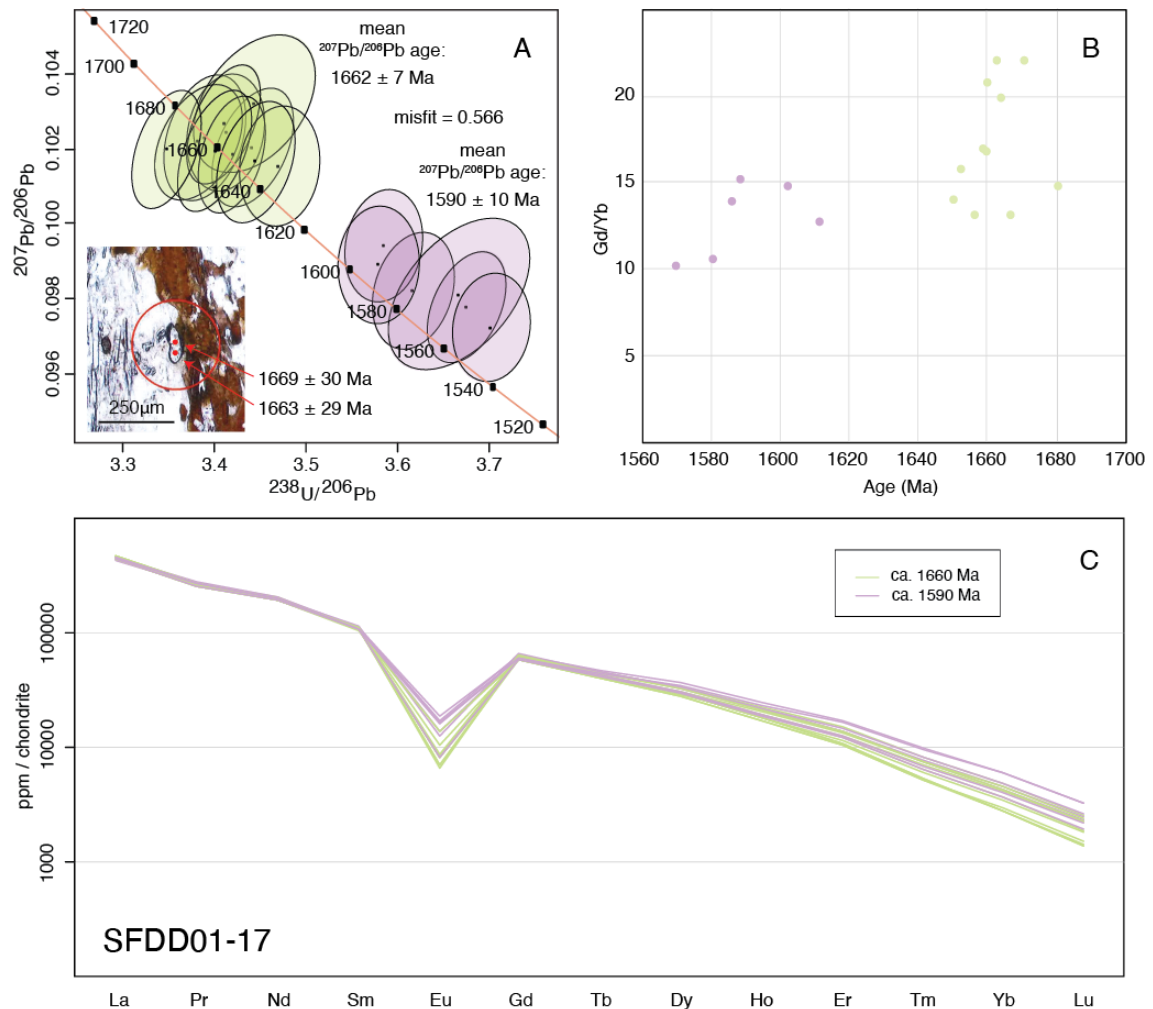 A
mean
207Pb/206Pb age:
1662 ± 7 Ma
misfit = 0.566
mean
207Pb/206Pb age:
1590 ± 10 Ma
1720
1700
1680
1660
1640
1620
1600
1580
1560
1540
1520
0.104
0.102
0.100
0.098
0.096
207Pb/206Pb
1669 ± 30 Ma
1663 ± 29 Ma
250μm
3.3 3.4 3.5 3.6 3.7
238U/206Pb
B
20
15
10
5
Gd/Yb
1560 1580 1600 1620 1640 1660 1680 1700
Age (Ma)
C
ca. 1660 Ma
ca. 1590 Ma
100000
10000
1000
ppm / chondrite
SFDD01-17
La Pr Nd Sm Eu Gd Tb Dy Ho Er Tm Yb Lu